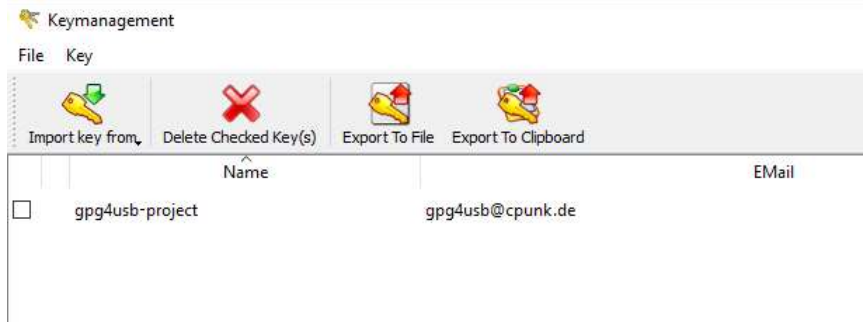 Keymanagement
File Key
Import key from Delete Checked Key(s) Export To File Export To Clipboard
Name EMail
gpg4usb-project gpg4usb@cpunk.de